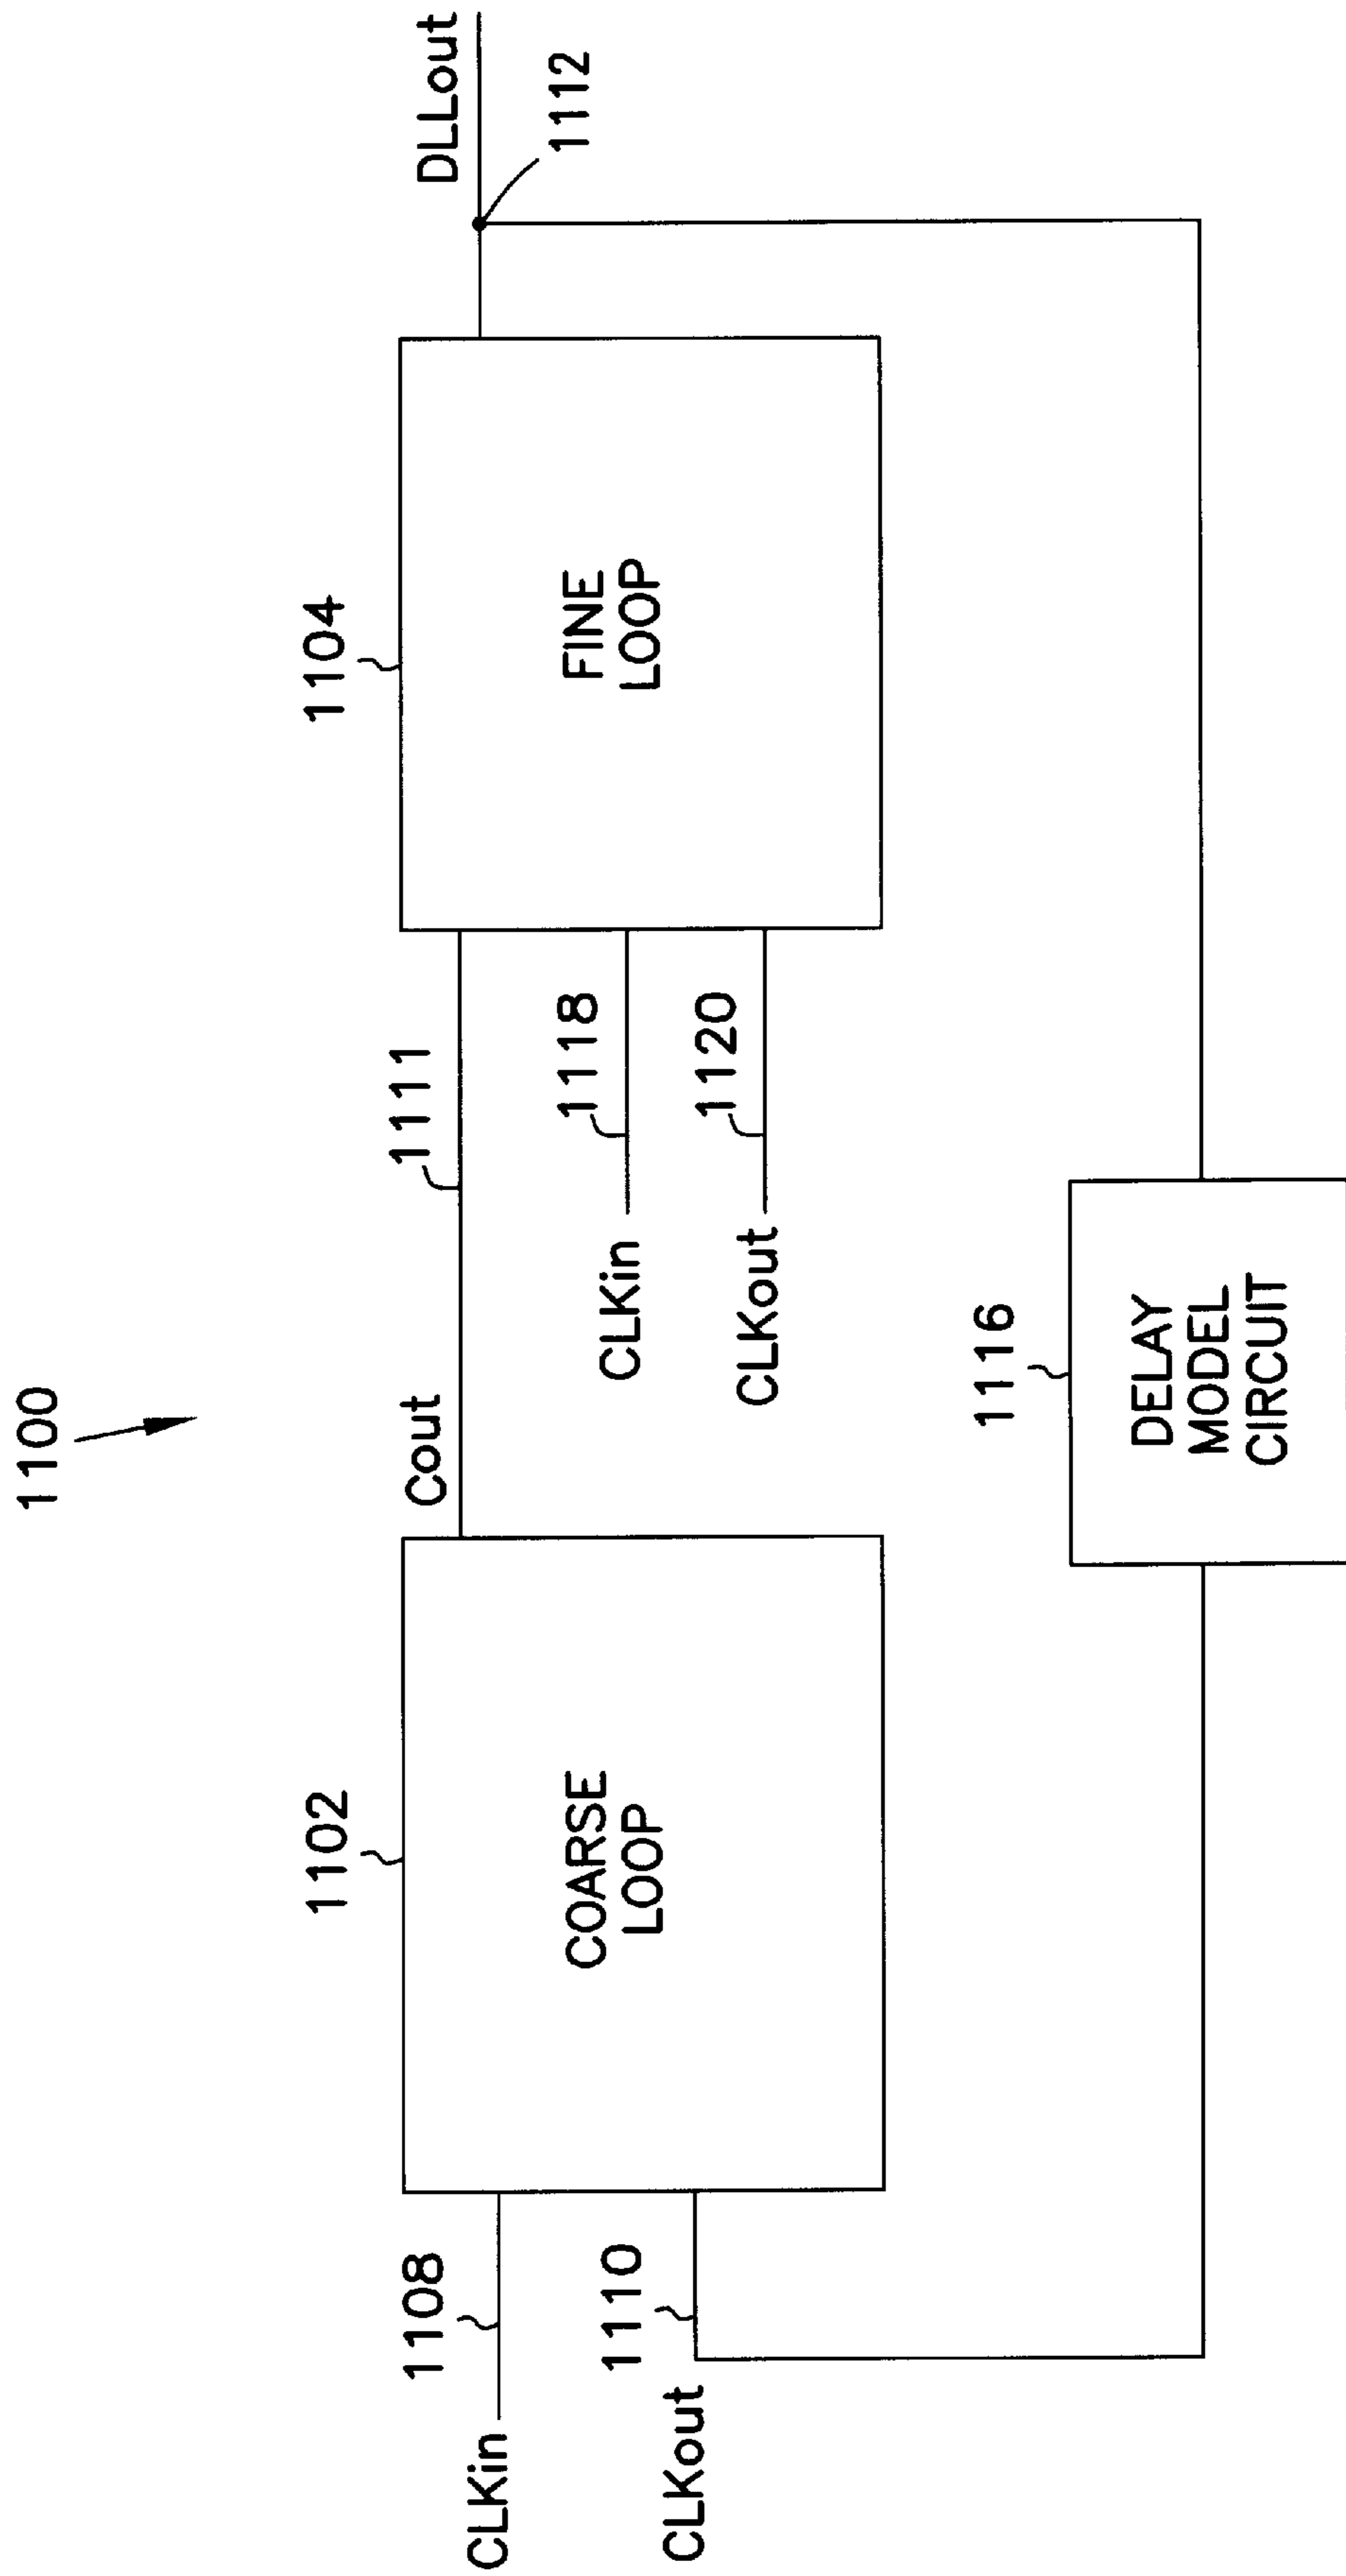 1100
1102
1104
CLKin
1108
COARSE
LOOP
Cout
1111
FINE
LOOP
DLLout
1112
CLKout
1110
CLKin
1118
CLKout
1120
1116
DELAY
MODEL
CIRCUIT